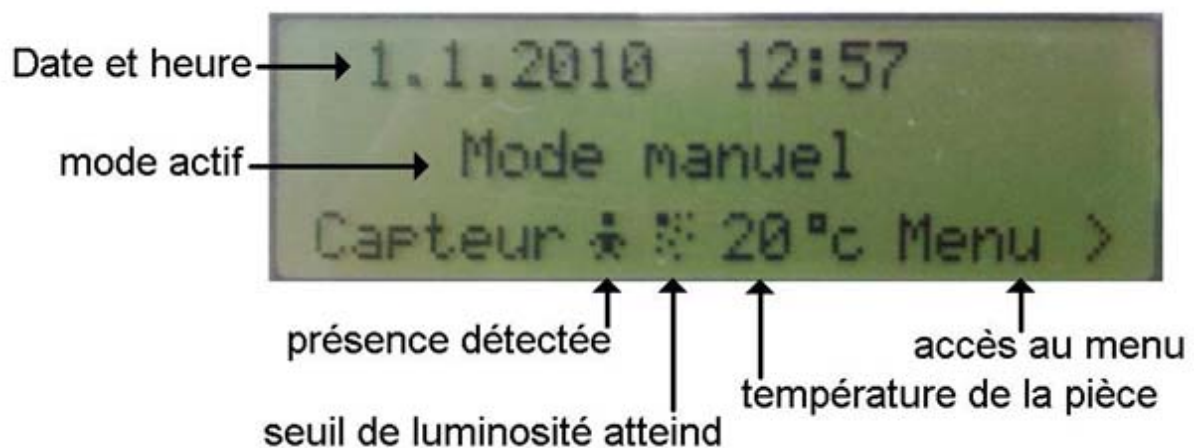 Date et heure 1.1.2010 12:57
mode actif Mode manuel
Capteur 20°c Menu >
présence détectée
accès au menu
température de la pièce
seuil de luminosité atteind